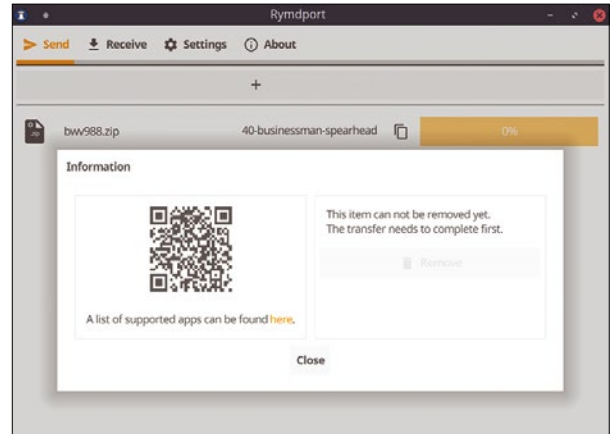 Rymdport
Send Receive Settings About
+
bwv988.zip 40-businessman-spearhead 0%
Information
This item can not be removed yet.
The transfer needs to complete first.
Remove
A list of supported apps can be found here.
Close